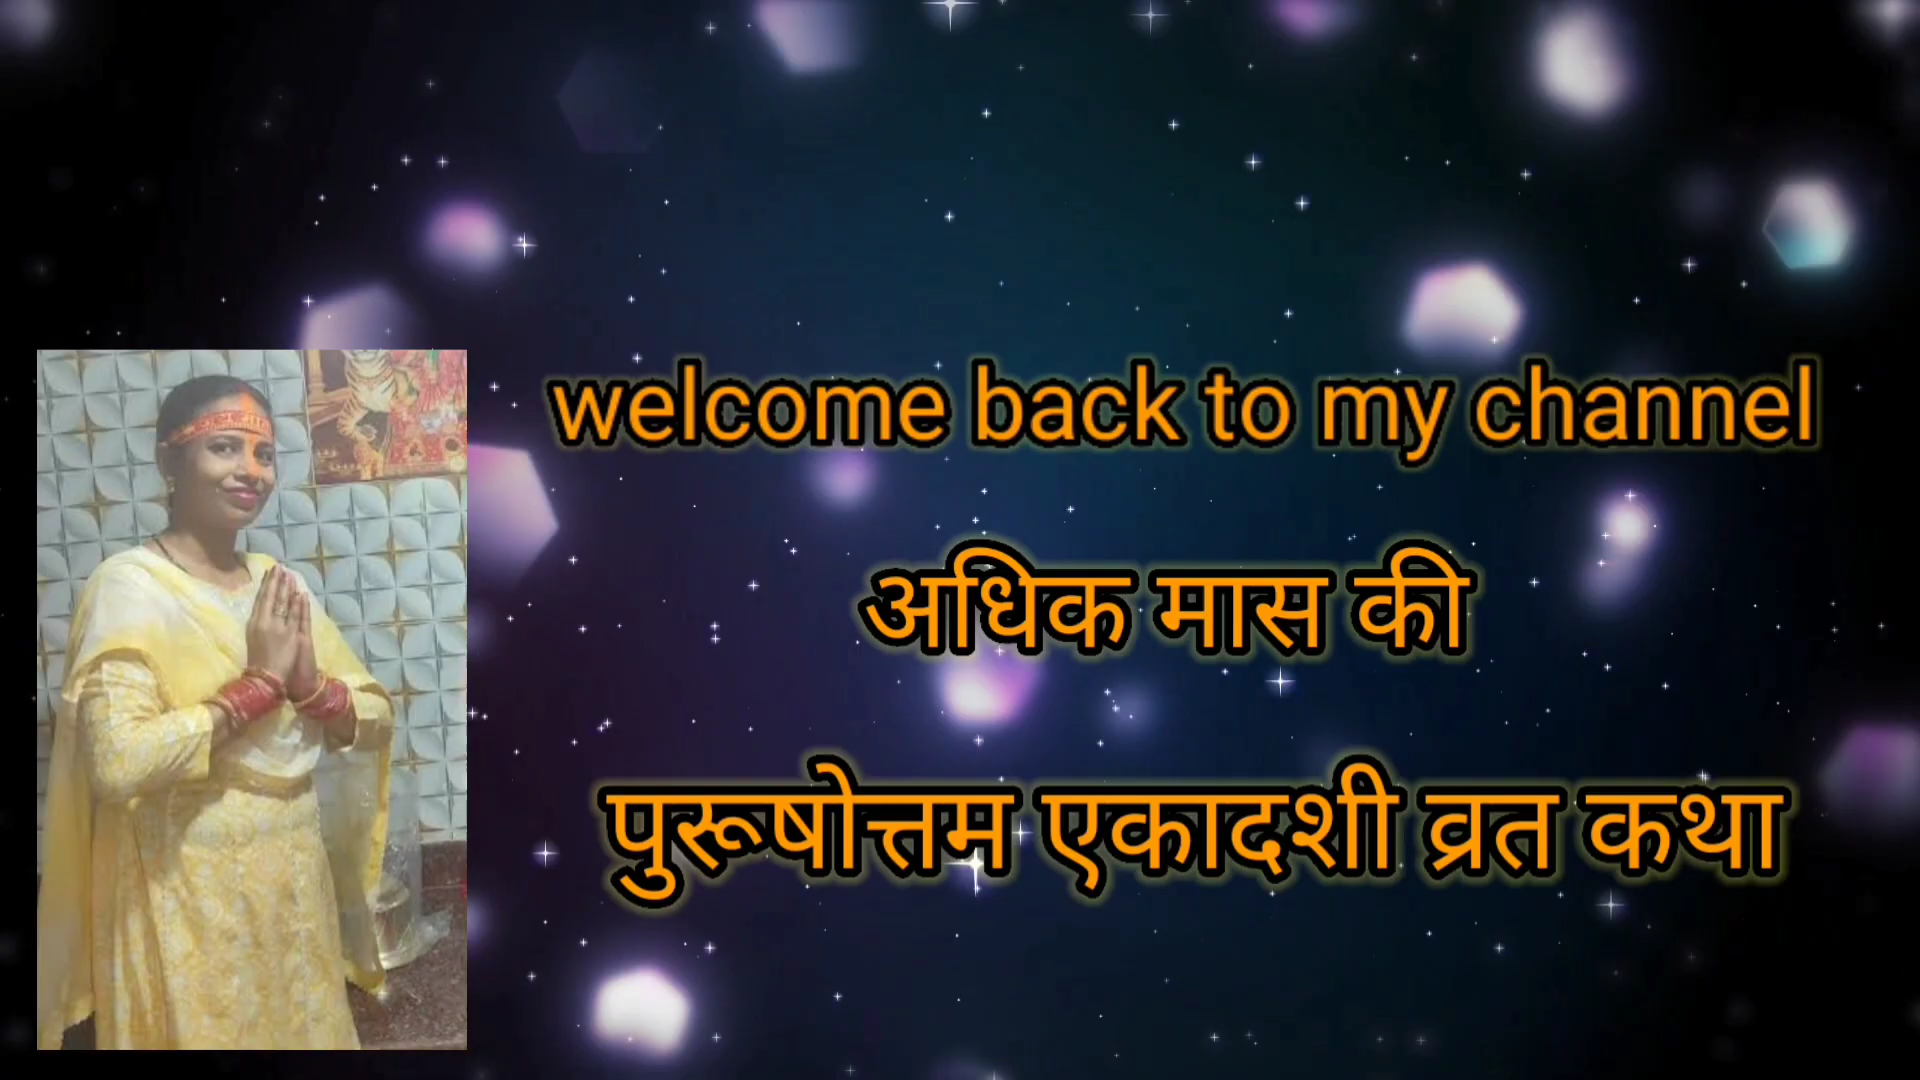 welcome back to my channel
अधिक मास की
पुरूषोत्तम एकादशी व्रत कथा